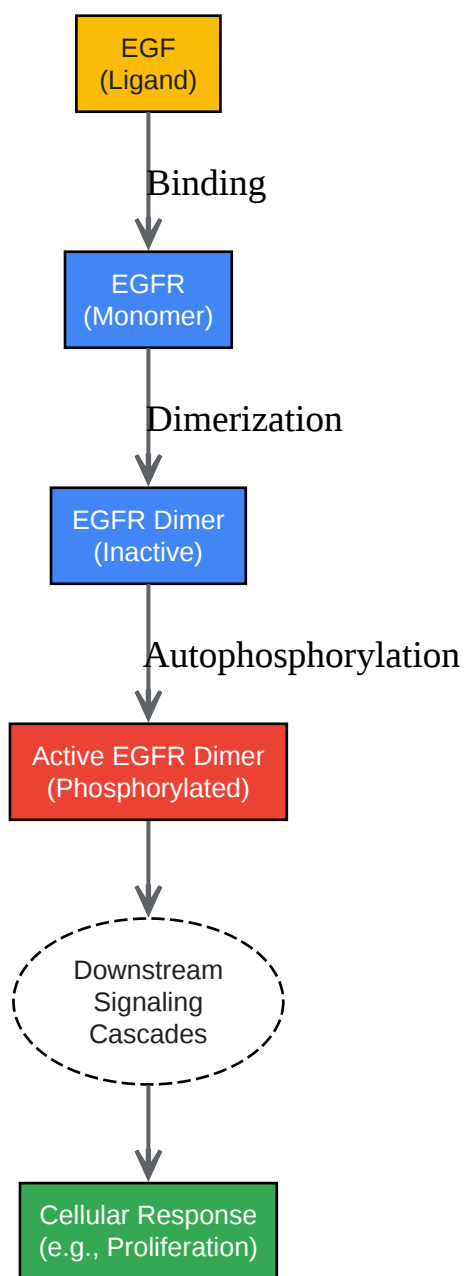 EGF
(Ligand)
Binding
EGFR
(Monomer)
Dimerization
EGFR Dimer
(Inactive)
Autophosphorylation
Active EGFR Dimer
(Phosphorylated)
Downstream
Signaling
Cascades
Cellular Response
(e.g., Proliferation)